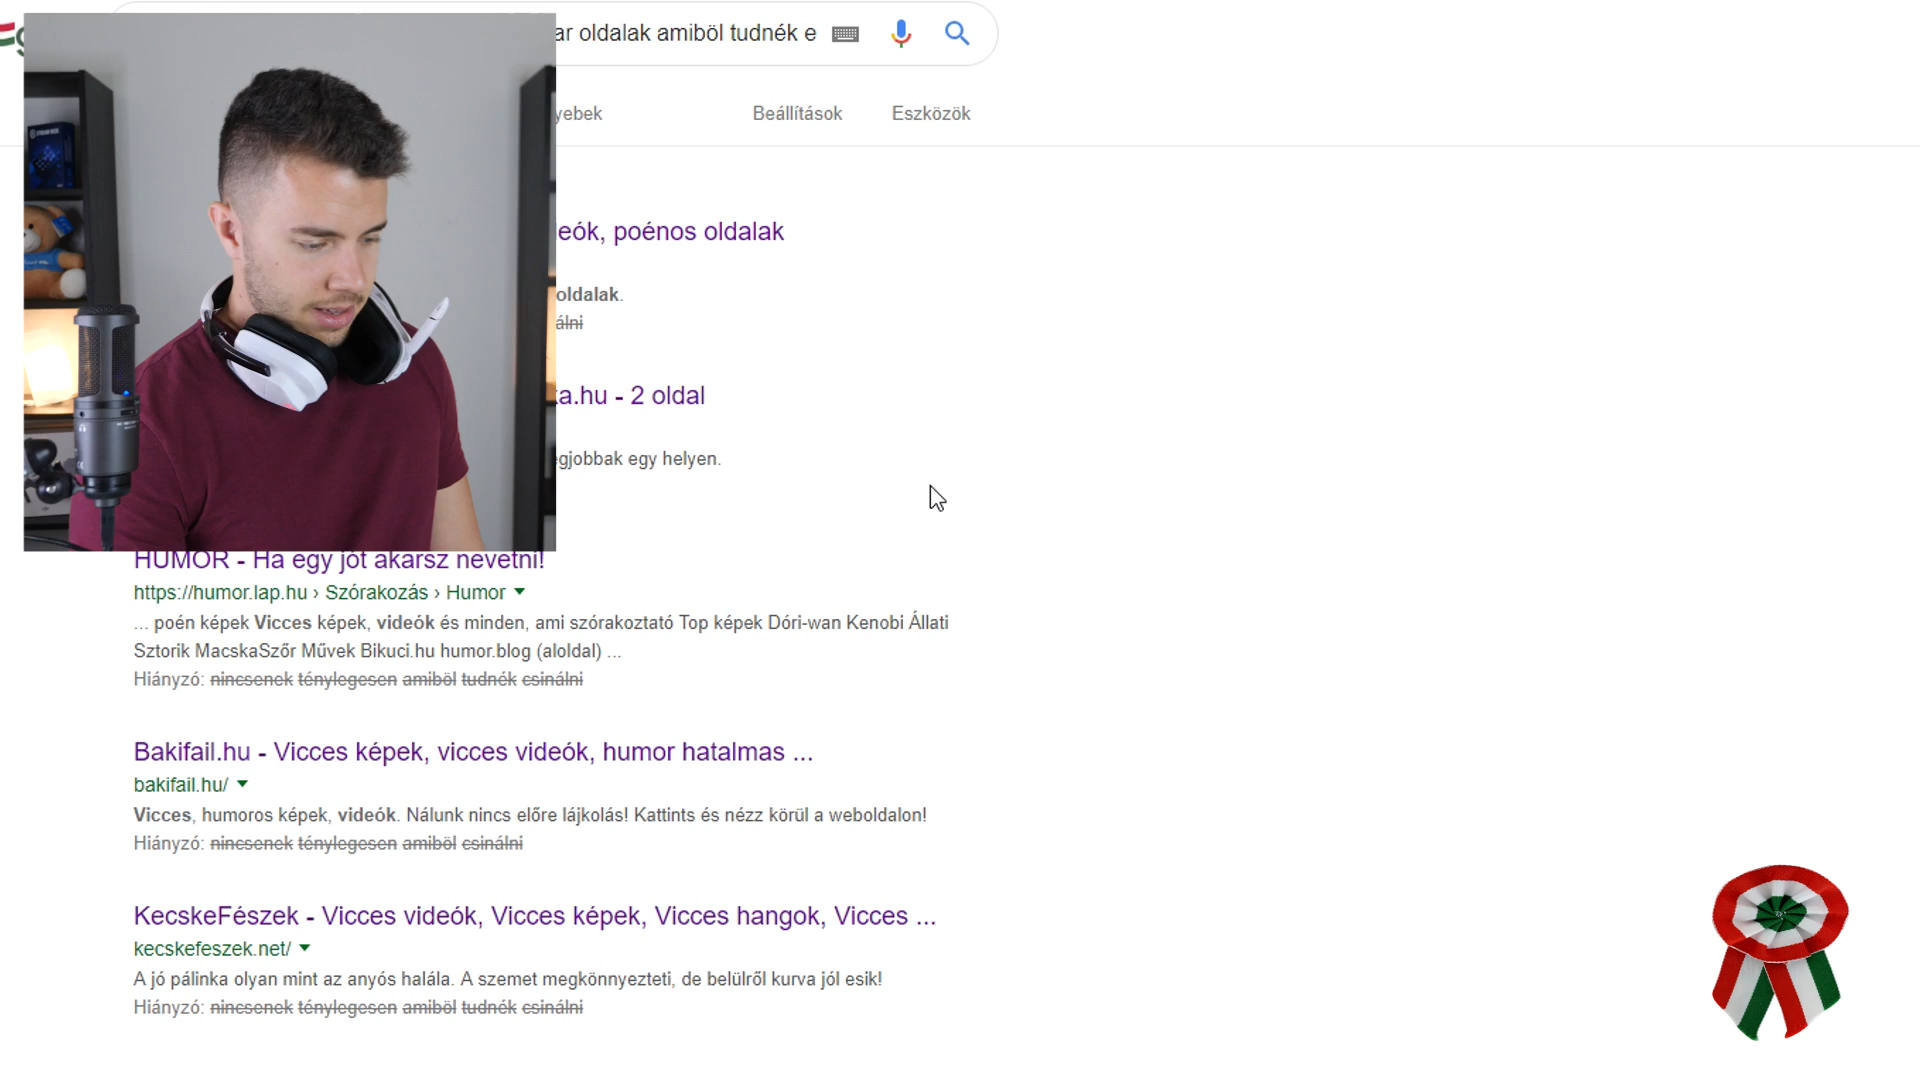 ar oldalak amiböl tudnék e
yebek
Beállítások
Eszközök
eók, poénos oldalak
oldalak.
álni
a.hu - 2 oldal
gjobbak egy helyen.
HUMOR - Ha egy jót akarsz nevetni!
https://humor.lap.hu › Szórakozás › Humor
... poén képek Vicces képek, videók és minden, ami szórakoztató Top képek Dóri-wan Kenobi Állati
Sztorik MacskaSzőr Művek Bikuci.hu humor.blog (aloldal) ...
Hiányzó: nincsenek ténylegesen amiböl tudnék csinálni
Bakifail.hu - Vicces képek, vicces videók, humor hatalmas ...
bakifail.hu/
Vicces, humoros képek, videók. Nálunk nincs előre lájkolás! Kattints és nézz körül a weboldalon!
Hiányzó: nincsenek ténylegesen amiböl csinálni
KecskeFészek - Vicces videók, Vicces képek, Vicces hangok, Vicces ...
kecskefeszek.net/
A jó pálinka olyan mint az anyós halála. A szemet megkönnyezteti, de belülről kurva jól esik!
Hiányzó: nincsenek ténylegesen amiböl tudnék csinálni